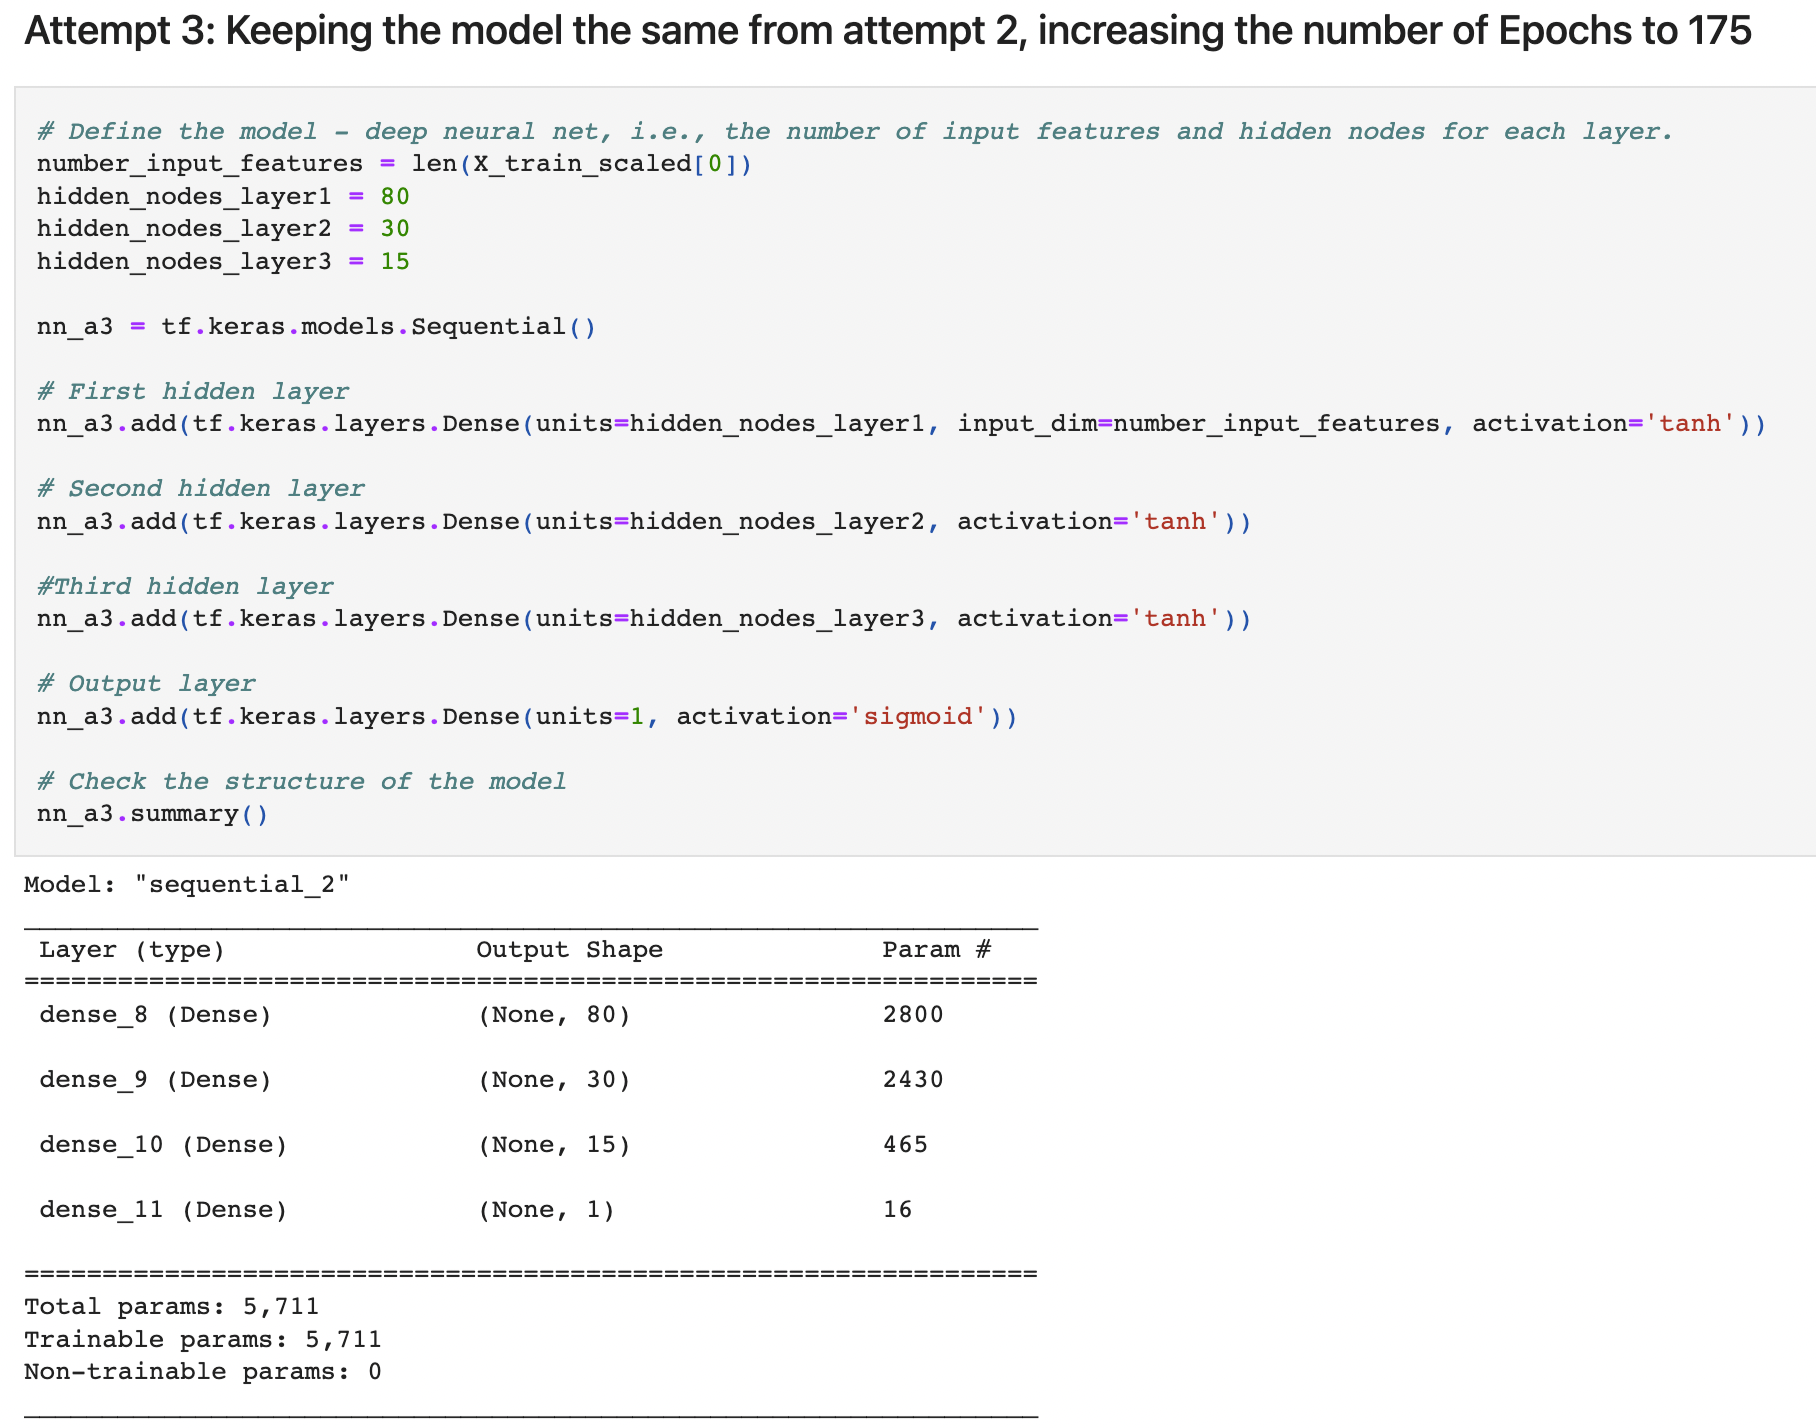 Attempt 3: Keeping the model the same from attempt 2, increasing the number of Epochs to 175
# Define the model - deep neural net, i.e., the number of input features and hidden nodes for each layer.
number_input_features = len(X_train_scaled[0])
hidden_nodes_layer1 = 80
hidden_nodes_layer2 = 30
hidden_nodes_layer3 = 15
nn_a3 = tf.keras.models.Sequential()
# First hidden layer
nn_a3.add(tf.keras.layers.Dense(units=hidden_nodes_layer1, input_dim=number_input_features, activation='tanh'))
# Second hidden layer
nn_a3.add(tf.keras.layers.Dense(units=hidden_nodes_layer2, activation='tanh'))
#Third hidden layer
nn_a3.add(tf.keras.layers.Dense(units=hidden_nodes_layer3, activation='tanh'))
# Output layer
nn_a3.add(tf.keras.layers.Dense(units=1, activation='sigmoid'))
# Check the structure of the model
nn_a3.summary()
Model: "sequential_2"
_________________________________________________________________
Layer (type) Output Shape Param #
=================================================================
dense_8 (Dense) (None, 80) 2800
dense_9 (Dense) (None, 30) 2430
dense_10 (Dense) (None, 15) 465
dense_11 (Dense) (None, 1) 16
=================================================================
Total params: 5,711
Trainable params: 5,711
Non-trainable params: 0
_________________________________________________________________